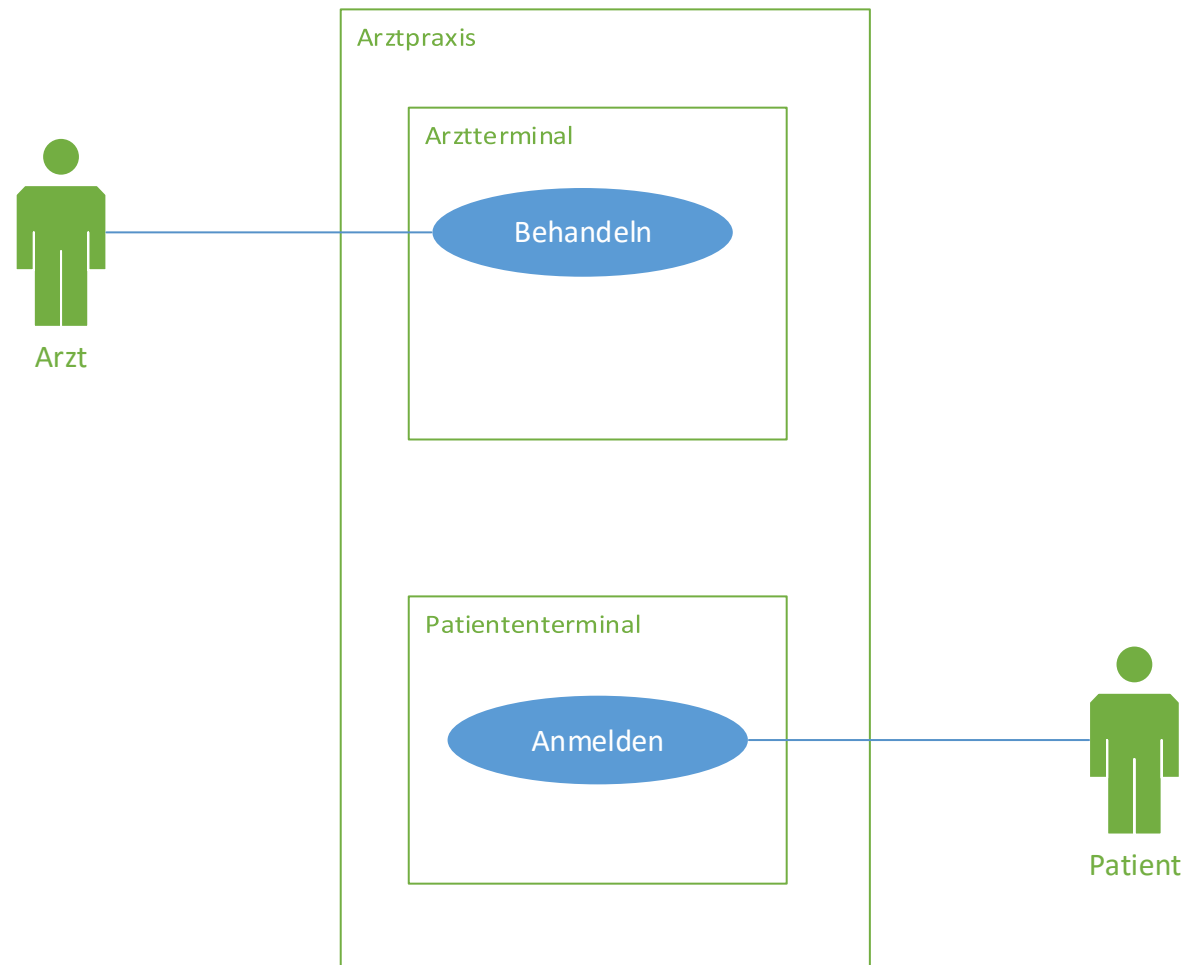 Arztpraxis
Arztterminal
Behandeln
Arzt
Patiententerminal
Anmelden
Patient